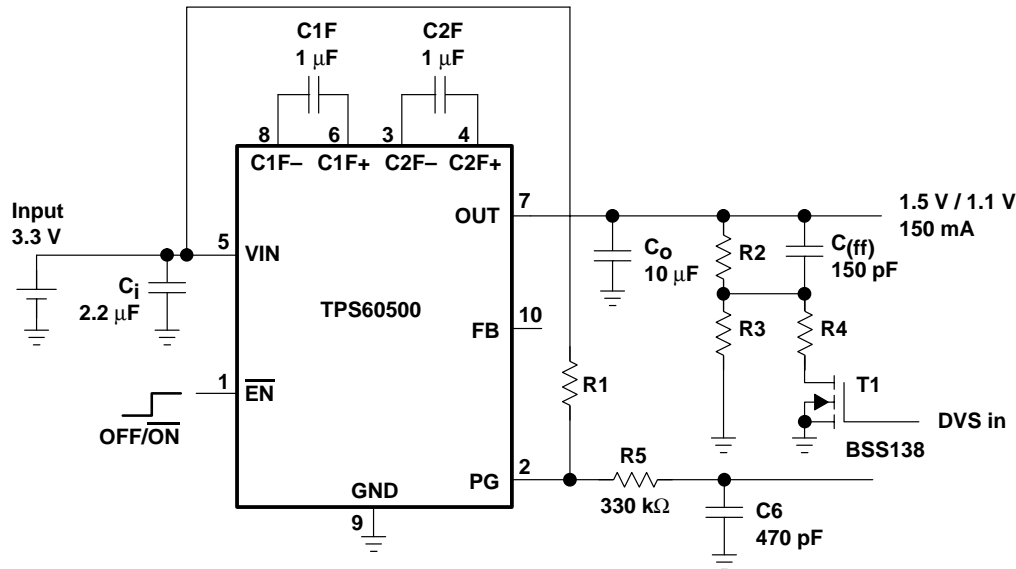 C1F
1 μF
C2F
1 μF
8
6
3
4
C1F–
C1F+
C2F–
C2F+
Input
3.3 V
5
VIN
OUT
7
1.5 V / 1.1 V
150 mA
Ci
2.2 μF
Co
10 μF
R2
C(ff)
150 pF
TPS60500
FB
10
R3
R4
R1
1
EN
OFF/ON
T1
DVS in
BSS138
GND
9
PG
2
R5
330 kΩ
C6
470 pF